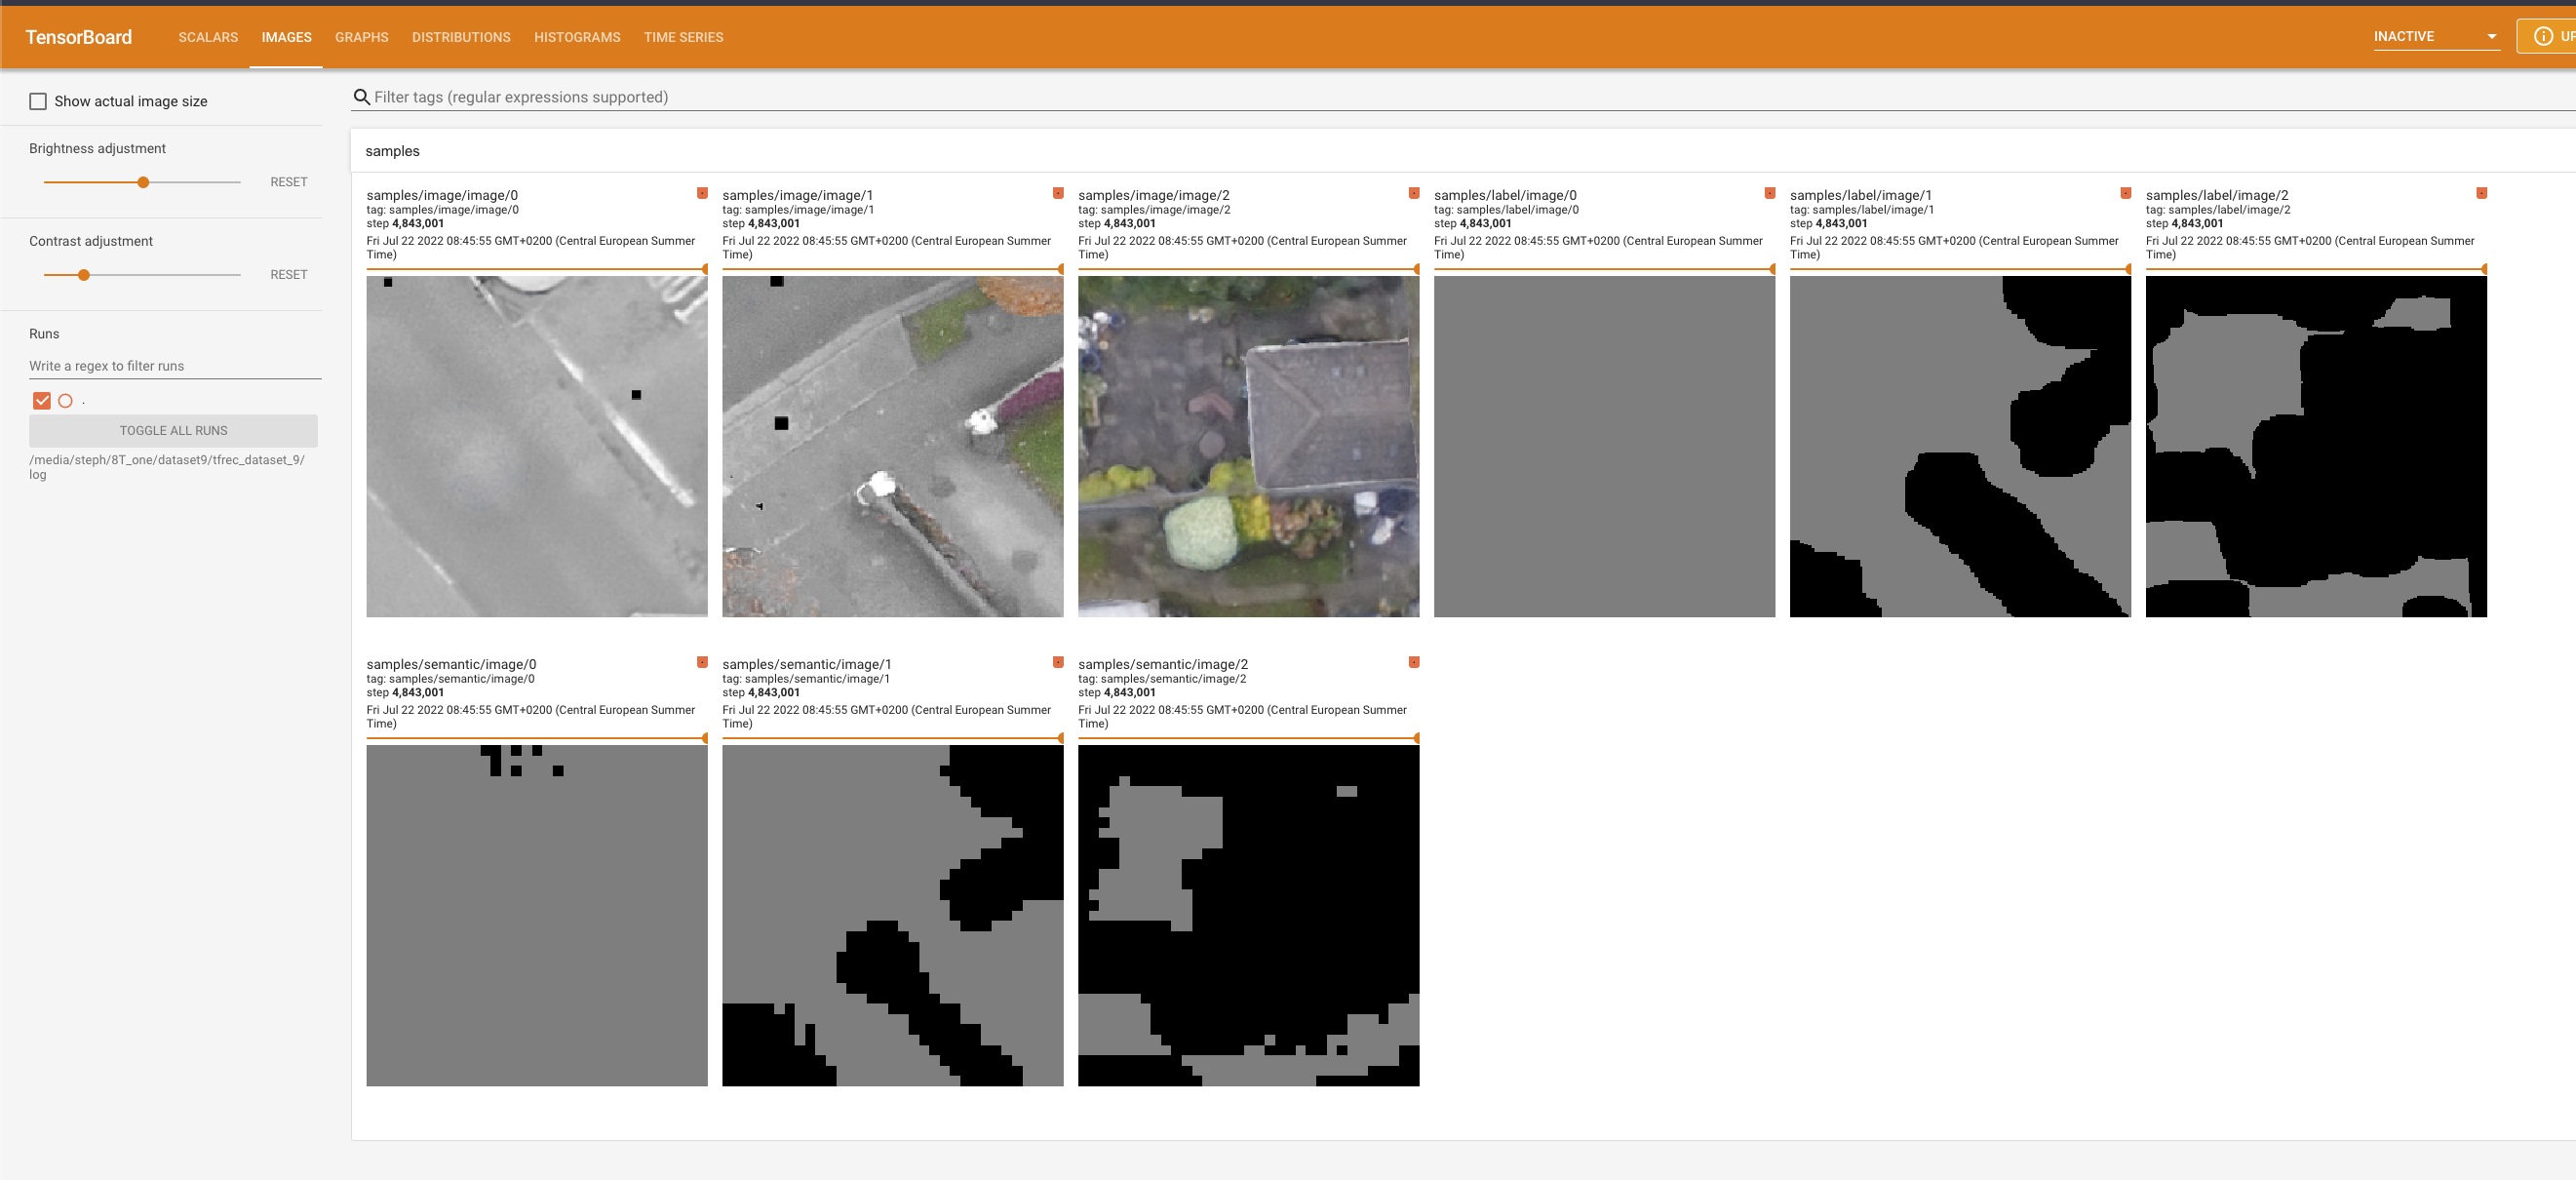 TensorBoard SCALARS IMAGES GRAPHS DISTRIBUTIONS HISTOGRAMS TIME SERIES INACTIVE UP
Show actual image size
Brightness adjustment
RESET
Contrast adjustment
RESET
Runs
Write a regex to filter runs
.
TOGGLE ALL RUNS
/media/steph/8T_one/dataset9/tfrec_dataset_9/
log
Filter tags (regular expressions supported)
samples
samples/image/image/0
tag: samples/image/image/0
step 4,843,001
Fri Jul 22 2022 08:45:55 GMT+0200 (Central European Summer
Time)
samples/image/image/1
tag: samples/image/image/1
step 4,843,001
Fri Jul 22 2022 08:45:55 GMT+0200 (Central European Summer
Time)
samples/image/image/2
tag: samples/image/image/2
step 4,843,001
Fri Jul 22 2022 08:45:55 GMT+0200 (Central European Summer
Time)
samples/label/image/0
tag: samples/label/image/0
step 4,843,001
Fri Jul 22 2022 08:45:55 GMT+0200 (Central European Summer
Time)
samples/label/image/1
tag: samples/label/image/1
step 4,843,001
Fri Jul 22 2022 08:45:55 GMT+0200 (Central European Summer
Time)
samples/label/image/2
tag: samples/label/image/2
step 4,843,001
Fri Jul 22 2022 08:45:55 GMT+0200 (Central European Summer
Time)
samples/semantic/image/0
tag: samples/semantic/image/0
step 4,843,001
Fri Jul 22 2022 08:45:55 GMT+0200 (Central European Summer
Time)
samples/semantic/image/1
tag: samples/semantic/image/1
step 4,843,001
Fri Jul 22 2022 08:45:55 GMT+0200 (Central European Summer
Time)
samples/semantic/image/2
tag: samples/semantic/image/2
step 4,843,001
Fri Jul 22 2022 08:45:55 GMT+0200 (Central European Summer
Time)